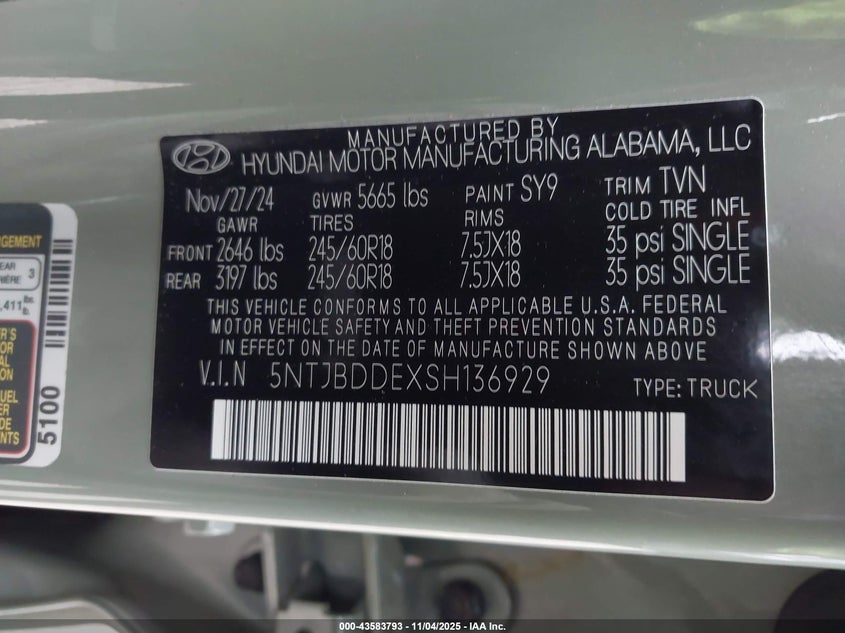 MANUFACTURED BY
HYUNDAI MOTOR MANUFACTURING ALABAMA, LLC
Nov/27/24 GVWR 5665 lbs PAINT SY9 TRIM TVN
GAWR TIRES RIMS COLD TIRE INFL
FRONT 2646 lbs 245/60R18 7.5JX18 35 psi SINGLE
REAR 3197 lbs 245/60R18 7.5JX18 35 psi SINGLE
THIS VEHICLE CONFORMS TO ALL APPLICABLE U.S.A. FEDERAL
MOTOR VEHICLE SAFETY AND THEFT PREVENTION STANDARDS
IN EFFECT ON THE DATE OF MANUFACTURE SHOWN ABOVE
V.I.N 5NTJBDDEXSH136929 TYPE: TRUCK
5100
000-43583793 - 11/04/2025 - IAA Inc.